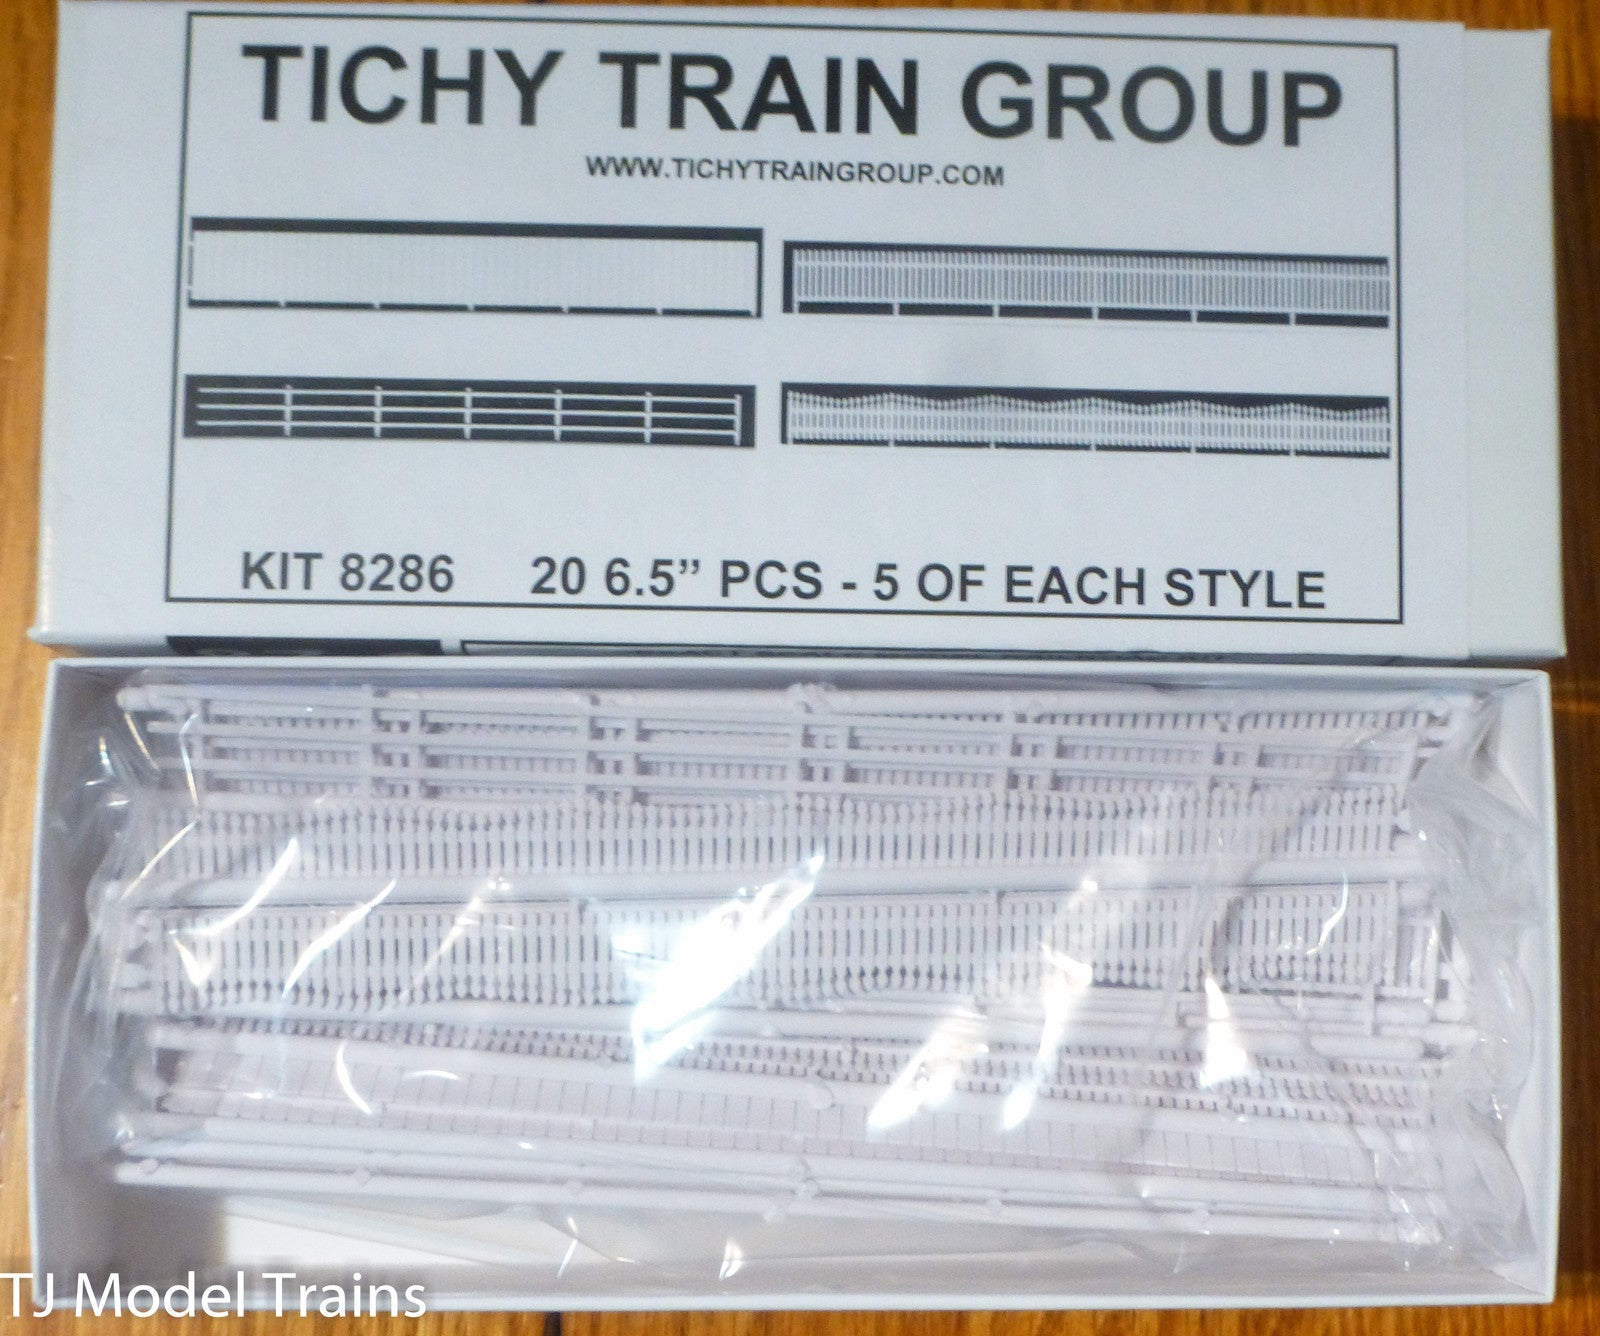 TICHY TRAIN GROUP
WWW.TICHYTRAINGROUP.COM
KIT 8286 20 6.5” PCS - 5 OF EACH STYLE
TJ Model Trains